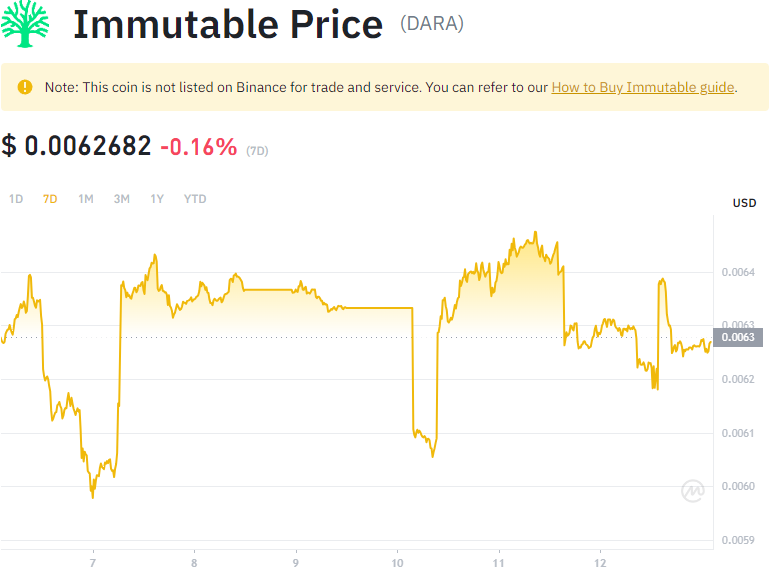 Immutable Price (DARA)
Note: This coin is not listed on Binance for trade and service. You can refer to our How to Buy Immutable guide.
$ 0.0062682 -0.16% (7D)
1D 7D 1M 3M 1Y YTD
USD
0.0064
0.0063
0.0063
0.0062
0.0061
0.0060
0.0059
7 8 9 10 11 12